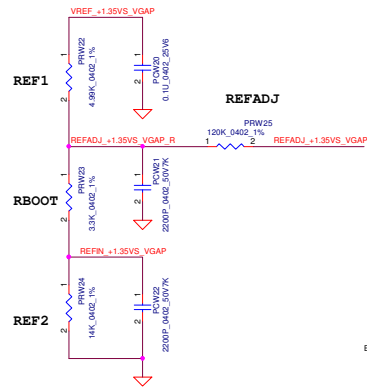 VREF_+1.35VS_VGAP
REF1
1
2
PRW22
4.99K_0402_1%
1
2
PCW20
0.1U_0402_25V6
REFADJ
PRW25
120K_0402_1%
1
2
REFADJ_+1.35VS_VGAP_R
REFADJ_+1.35VS_VGAP
RBOOT
1
2
PRW23
3.3K_0402_1%
1
2
PCW21
2200P_0402_50V7K
REFIN_+1.35VS_VGAP
REF2
1
2
PRW24
14K_0402_1%
1
2
PCW22
2200P_0402_50V7K